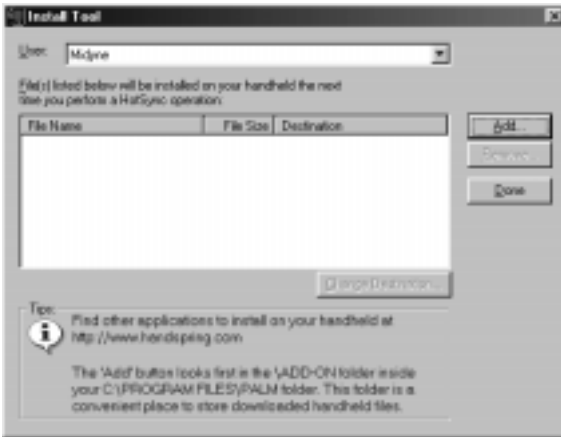 Install Tool
User: Midyne
File(s) listed below will be installed on your handheld the next
time you perform a HotSync operation:
File Name File Size Destination
Add...
Remove...
Done
Change Destination...
Tips:
Find other applications to install on your handheld at
http://www.handspring.com
The 'Add' button looks first in the \ADD-ON folder inside
your C:\PROGRAM FILES\PALM folder. This folder is a
convenient place to store downloaded handheld files.